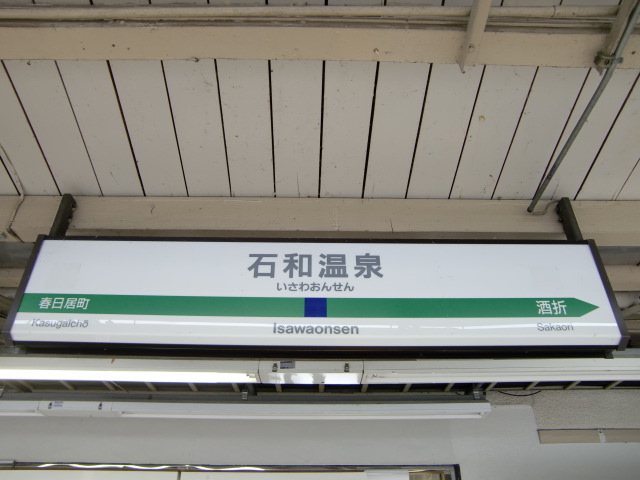 石和温泉
いさわおんせん
春日居町
酒折
Kasugaichō
Isawaonsen
Sakaori